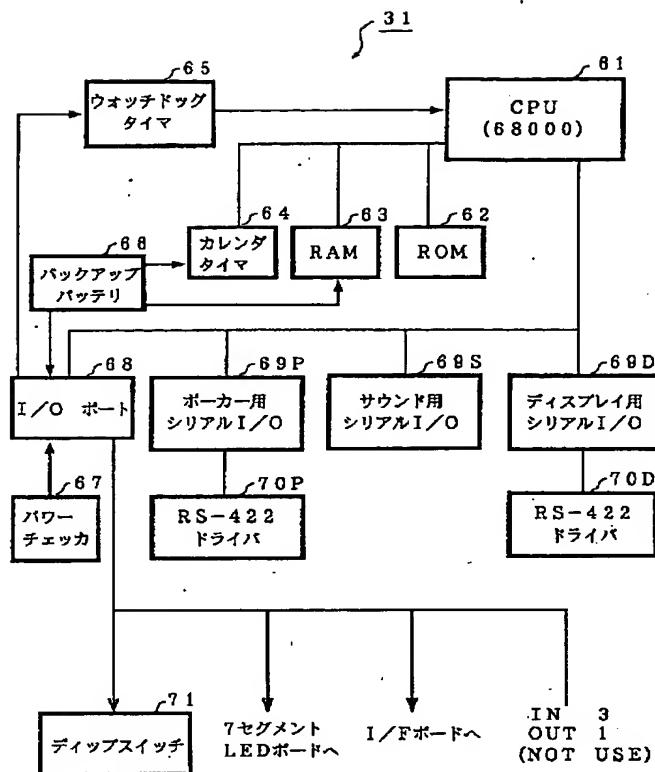 31
65
ウォッチドッグ
タイマ
61
CPU
(68000)
64
カレンダ
タイマ
63
RAM
62
ROM
66
バックアップ
バッテリ
68
I/O ポート
69P
ポーカー用
シリアルI/O
69S
サウンド用
シリアルI/O
69D
ディスプレイ用
シリアルI/O
67
パワー
チェッカ
70P
RS-422
ドライバ
70D
RS-422
ドライバ
71
ディップスイッチ
7セグメント
LEDボードへ
I/Fボードへ
IN 3
OUT 1
(NOT USE)